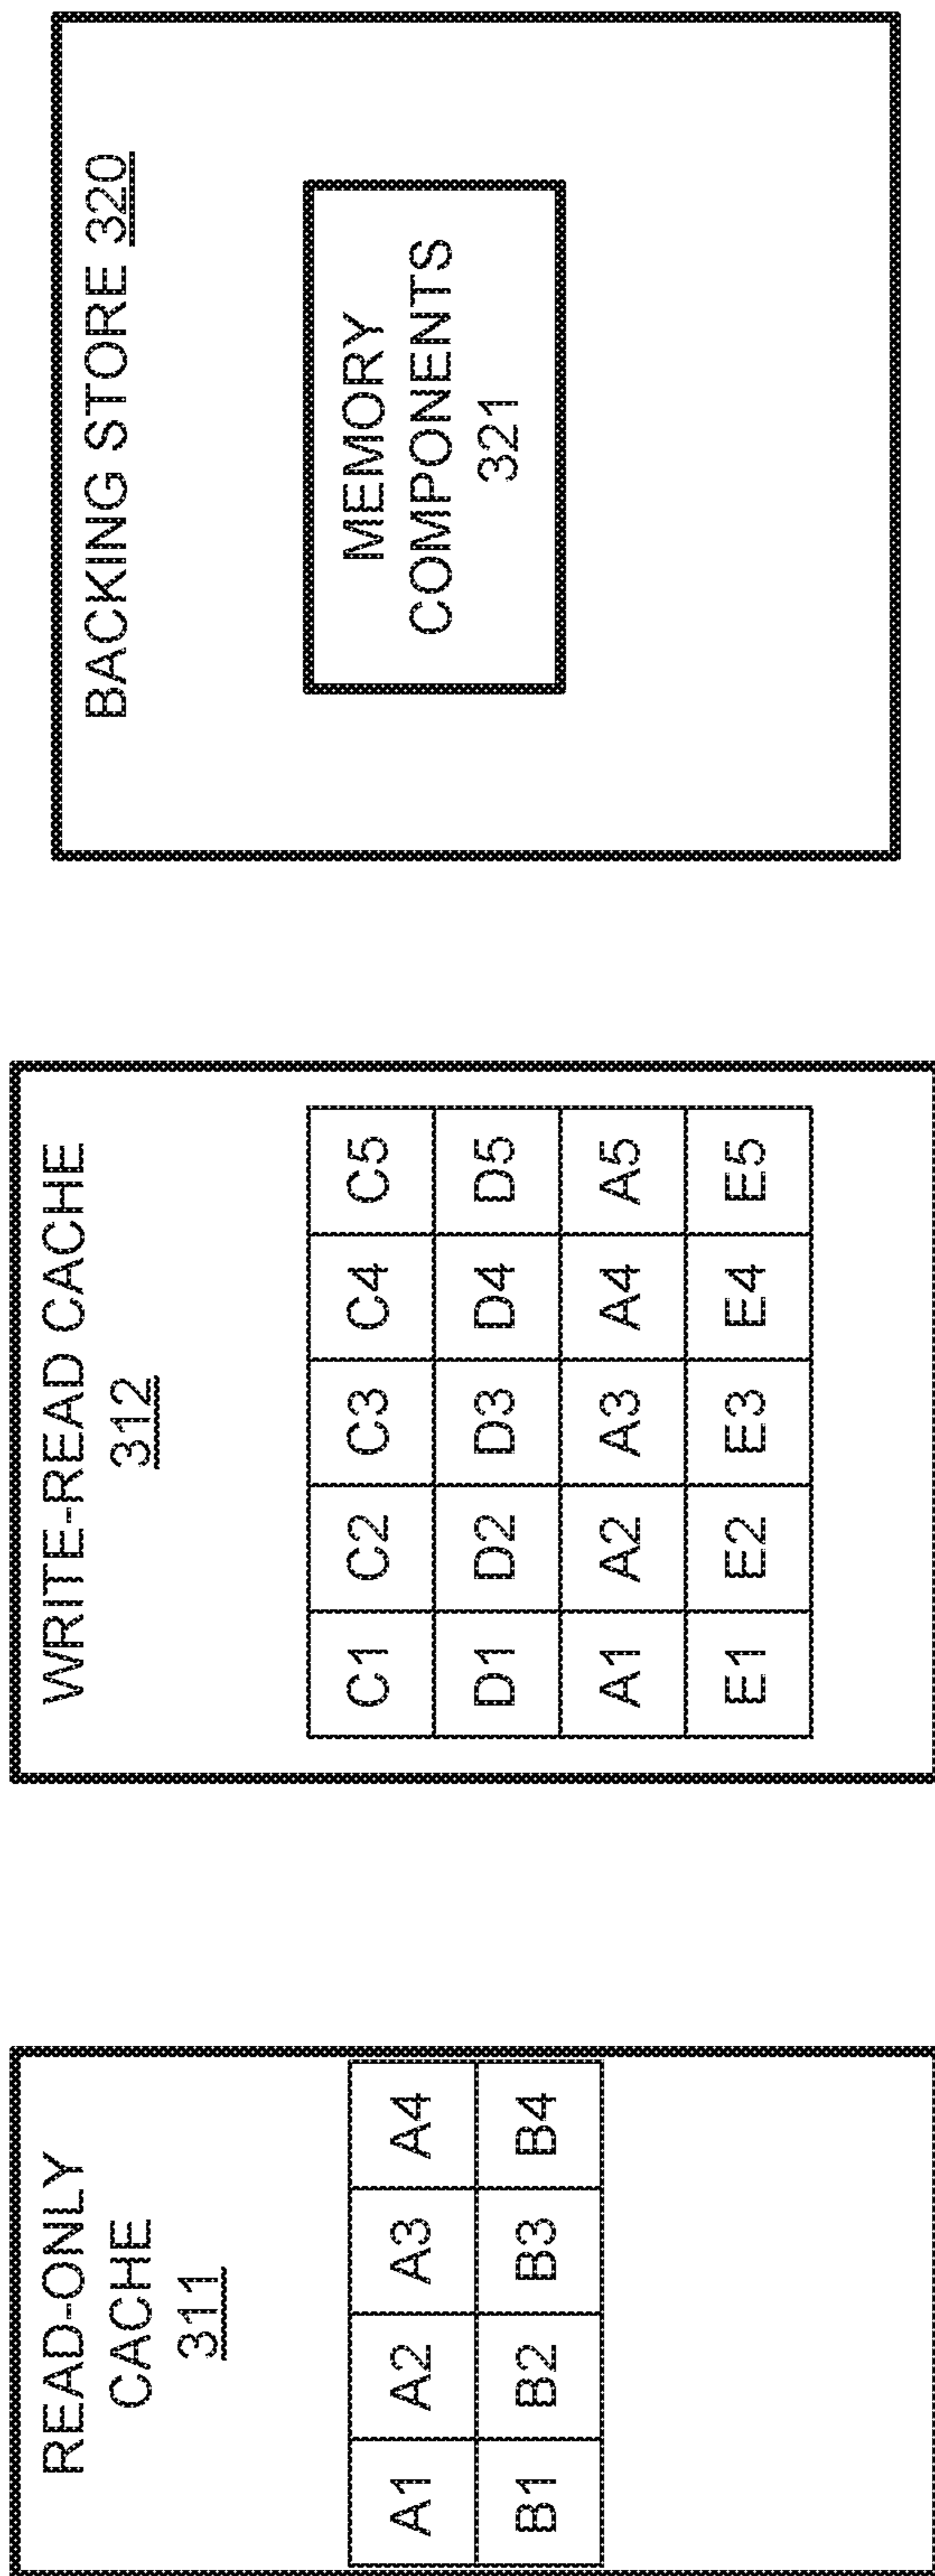 READ-ONLY
CACHE
311
A1 A2 A3 A4
B1 B2 B3 B4
WRITE-READ CACHE
312
C1 C2 C3 C4 C5
D1 D2 D3 D4 D5
A1 A2 A3 A4 A5
E1 E2 E3 E4 E5
BACKING STORE 320
MEMORY
COMPONENTS
321